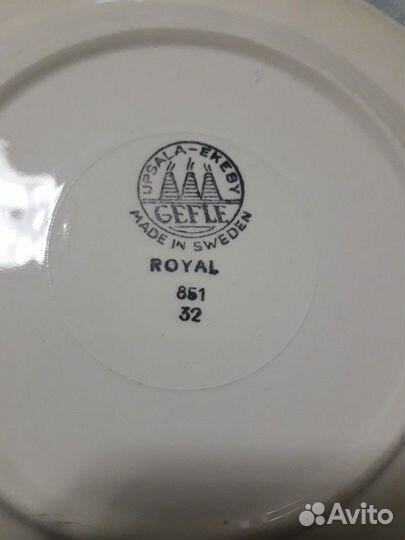 UPSALA-EKEBY
GEFLE
MADE IN SWEDEN
ROYAL
851
32
Avito